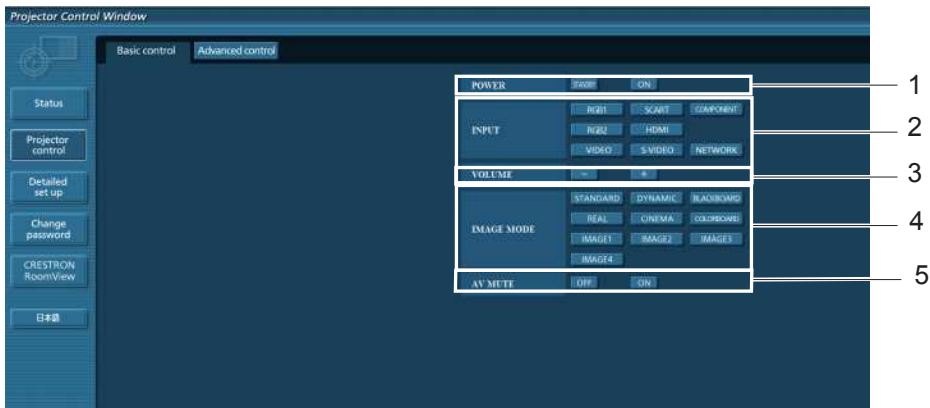 Projector Control Window
Basic control Advanced control
Status
Projector control
Detailed set up
Change password
CRESTRON RoomView
日本語
POWER STANDBY ON 1
INPUT RGB1 SCART COMPONENT 2
RGB2 HDMI
VIDEO S-VIDEO NETWORK
VOLUME - + 3
IMAGE MODE STANDARD DYNAMIC BLACKBOARD 4
REAL CINEMA COLORBOARD
IMAGE1 IMAGE2 IMAGE3
IMAGE4
AV MUTE OFF ON 5